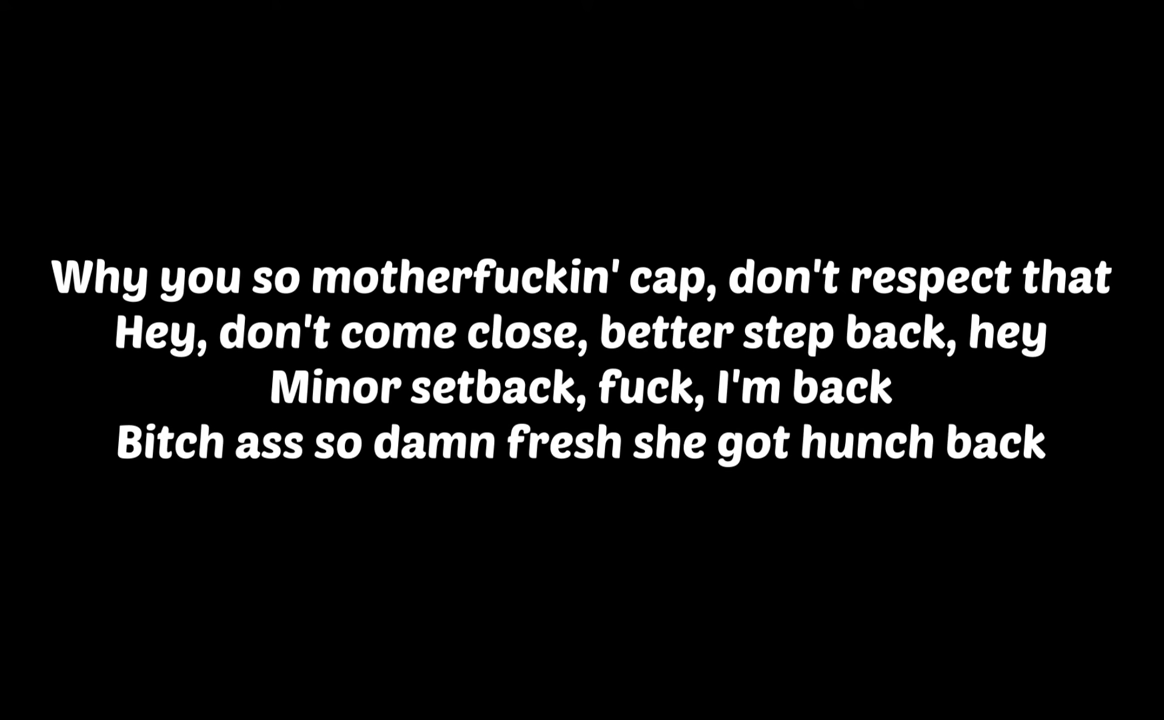 Why you so motherfuckin' cap, don't respect that
Hey, don't come close, better step back, hey
Minor setback, fuck, I'm back
Bitch ass so damn fresh she got hunch back